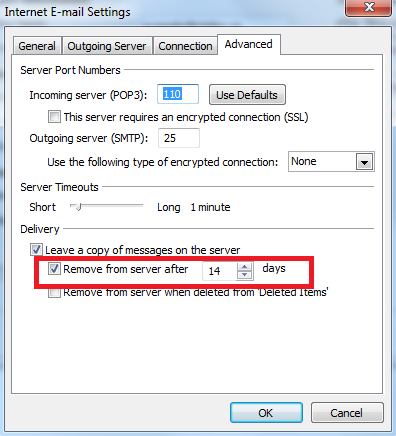 Internet E-mail Settings
General Outgoing Server Connection Advanced
Server Port Numbers
Incoming server (POP3): 110 Use Defaults
This server requires an encrypted connection (SSL)
Outgoing server (SMTP): 25
Use the following type of encrypted connection: None
Server Timeouts
Short Long 1 minute
Delivery
Leave a copy of messages on the server
Remove from server after 14 days
Remove from server when deleted from 'Deleted Items'
OK Cancel